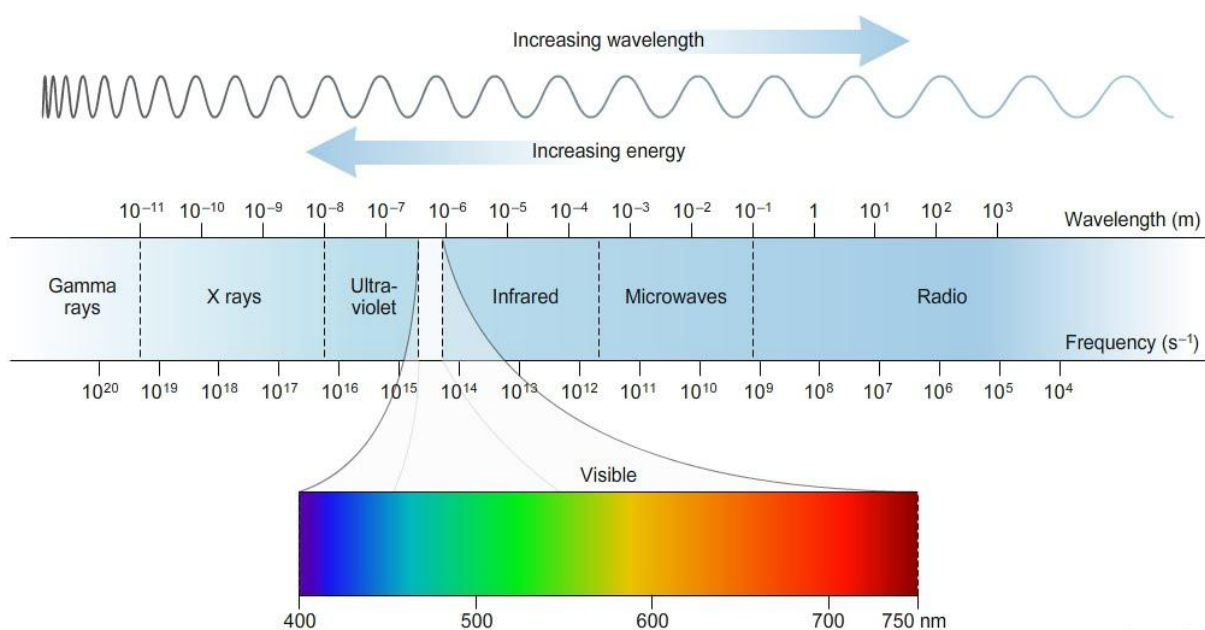 Increasing wavelength
Increasing energy
10⁻¹¹ 10⁻¹⁰ 10⁻⁹ 10⁻⁸ 10⁻⁷ 10⁻⁶ 10⁻⁵ 10⁻⁴ 10⁻³ 10⁻² 10⁻¹ 1 10¹ 10² 10³ Wavelength (m)
Gamma
rays
X rays
Ultra-
violet
Infrared
Microwaves
Radio
Frequency (s⁻¹)
10²⁰ 10¹⁹ 10¹⁸ 10¹⁷ 10¹⁶ 10¹⁵ 10¹⁴ 10¹³ 10¹² 10¹¹ 10¹⁰ 10⁹ 10⁸ 10⁷ 10⁶ 10⁵ 10⁴
Visible
400 500 600 700 750 nm